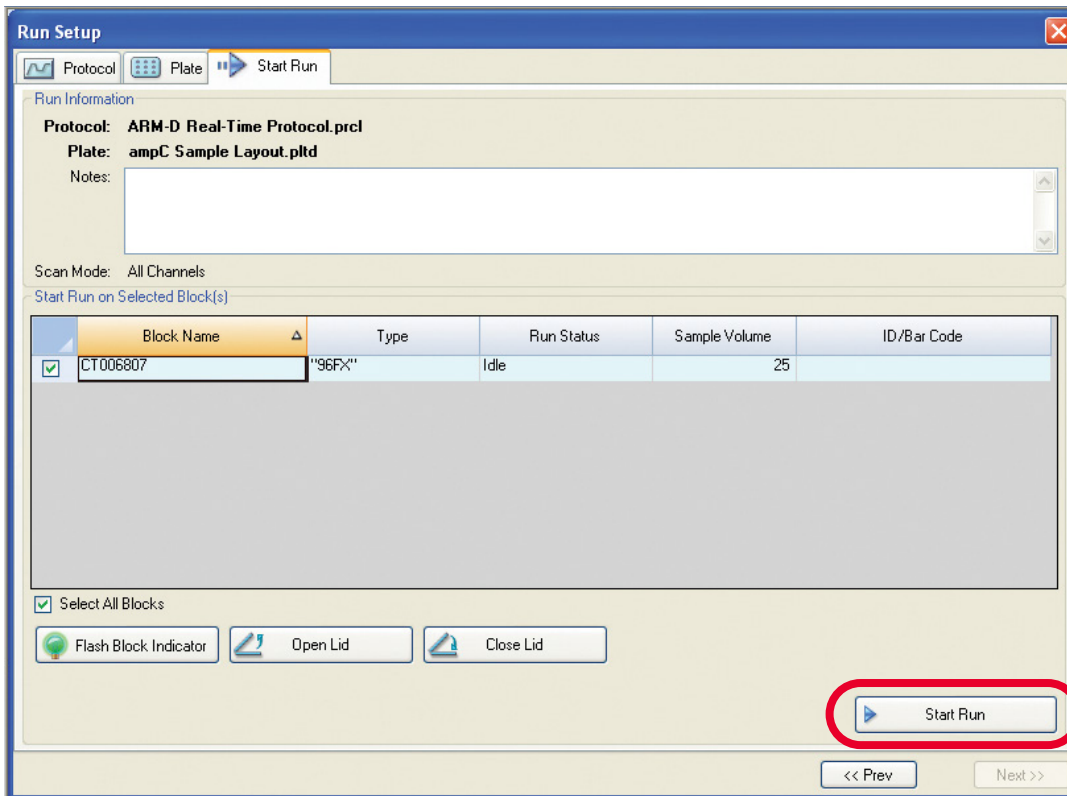 Run Setup
Protocol Plate Start Run
Run Information
Protocol: ARM-D Real-Time Protocol.prcl
Plate: ampC Sample Layout.pltd
Notes:
Scan Mode: All Channels
Start Run on Selected Block(s)
Block Name Type Run Status Sample Volume ID/Bar Code
CT006807 "96FX" Idle 25
Select All Blocks
Flash Block Indicator Open Lid Close Lid
Start Run
<< Prev Next >>